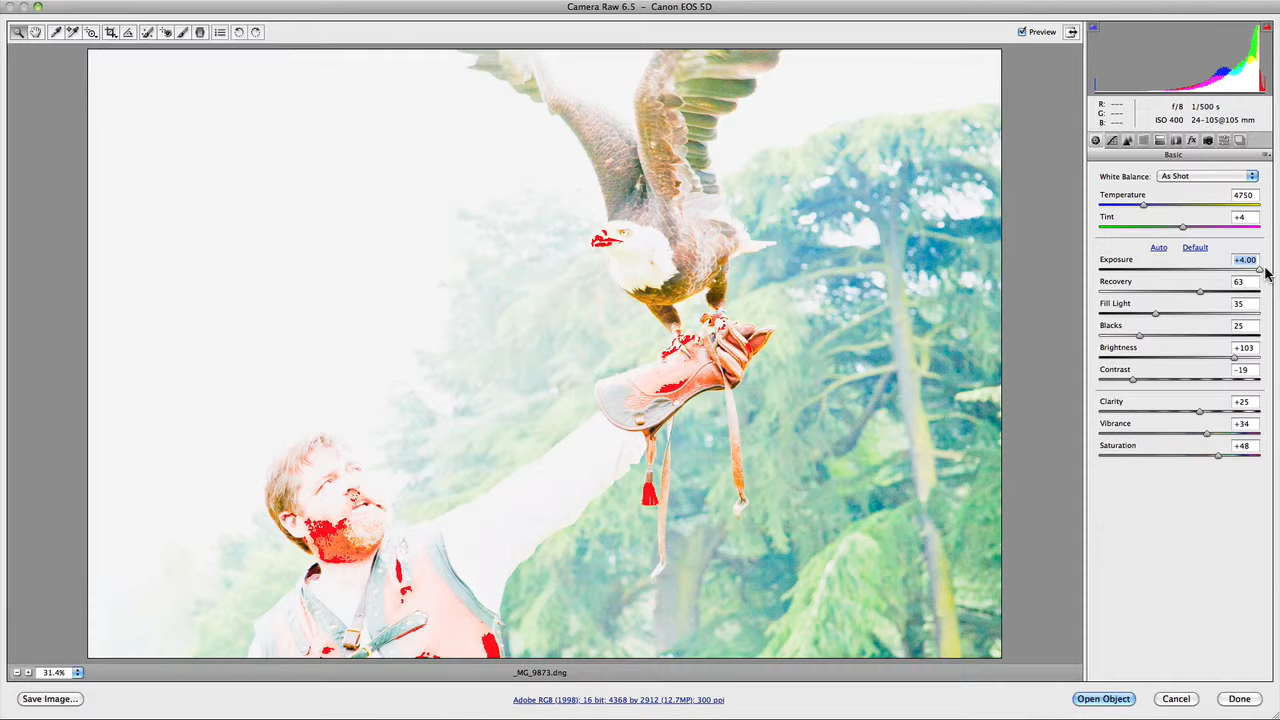 Camera Raw 6.5 - Canon EOS 5D
Preview
R: ---
G: ---
B: ---
f/8 1/500 s
ISO 400 24-105@105 mm
Basic
White Balance: As Shot
Temperature 4750
Tint +4
Auto Default
Exposure +4.00
Recovery 63
Fill Light 35
Blacks 25
Brightness +103
Contrast -19
Clarity +25
Vibrance +34
Saturation +48
31.4%
_MG_9873.dng
Save Image...
Adobe RGB (1998); 16 bit; 4368 by 2912 (12.7MP); 300 ppi
Open Object
Cancel
Done